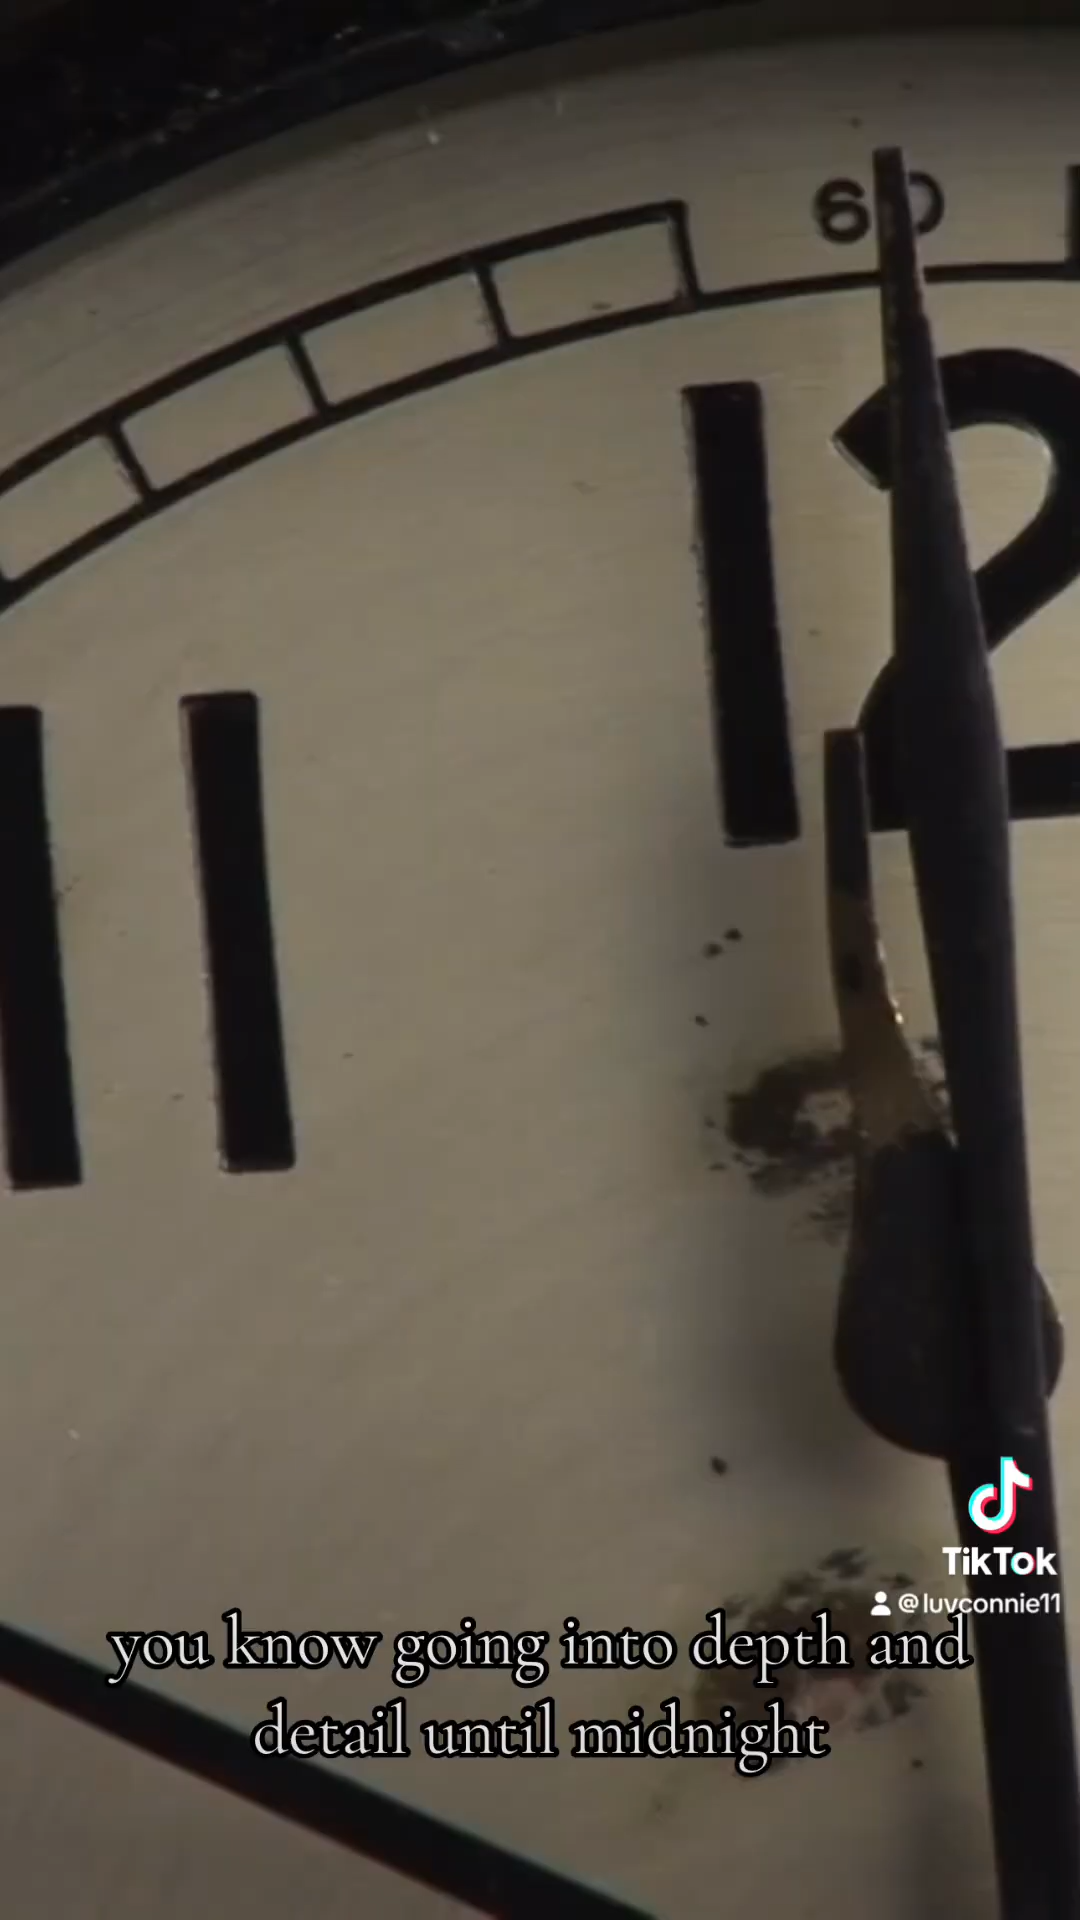 60
12
11
TikTok
@luvconnie11
you know going into depth and
detail until midnight